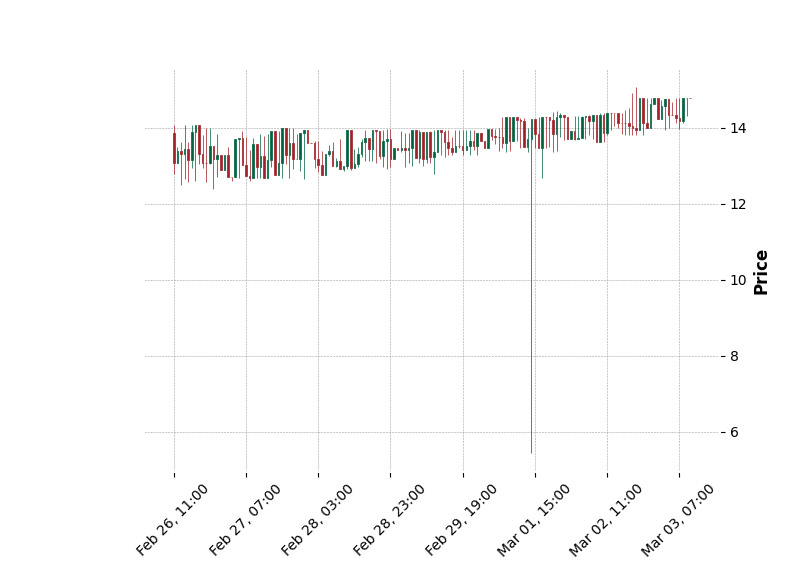 14
12
10
8
6
Price
Feb 26, 11:00
Feb 27, 07:00
Feb 28, 03:00
Feb 28, 23:00
Feb 29, 19:00
Mar 01, 15:00
Mar 02, 11:00
Mar 03, 07:00